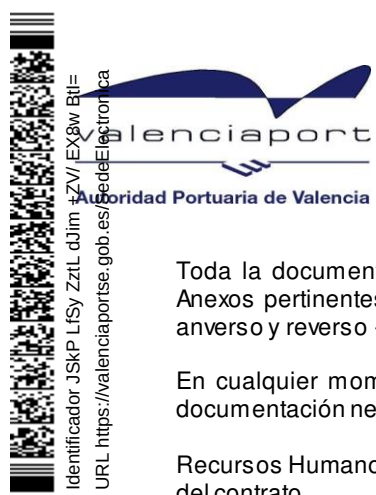 Identificador JSkP LfSy ZztL dJim +ZV/ EX8w BtI=
URL https://valenciaportse.gob.es/SedeElectronica
valenciaport
Autoridad Portuaria de Valencia
Toda la documen
Anexos pertinentes
anverso y reverso
En cualquier mom
documentación ne
Recursos Humano
del contrato